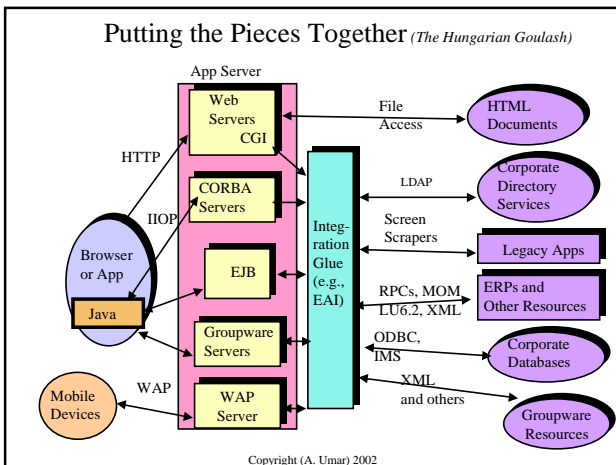 Putting the Pieces Together (The Hungarian Goulash)
App Server
Web
Servers
CGI
File
Access
HTML
Documents
HTTP
CORBA
Servers
LDAP
Corporate
Directory
Services
IIOP
Browser
or App
Java
Integ-
ration
Glue
(e.g.,
EAI)
Screen
Scrapers
Legacy Apps
EJB
RPCs, MOM,
LU6.2, XML
ERPs and
Other Resources
Groupware
Servers
ODBC,
IMS
Corporate
Databases
Mobile
Devices
WAP
WAP
Server
XML
and others
Groupware
Resources
Copyright (A. Umar) 2002